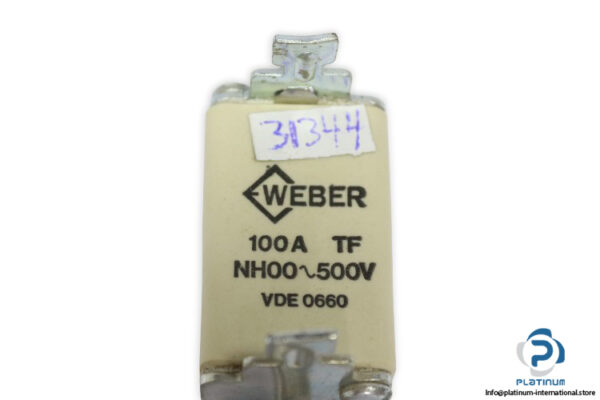 31344
WEBER
100A TF
NH00~500V
VDE 0660
PLATINUM
Info@platinum-international.store